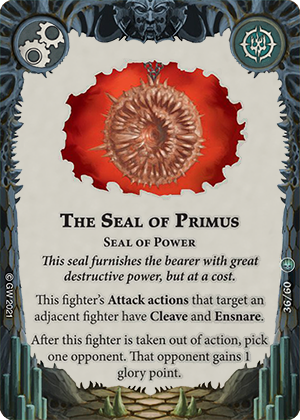 THE SEAL OF PRIMUS
SEAL OF POWER
This seal furnishes the bearer with great
destructive power, but at a cost.
This fighter's Attack actions that target an
adjacent fighter have Cleave and Ensnare.
After this fighter is taken out of action, pick
one opponent. That opponent gains 1
glory point.
© GW 2021
36/60